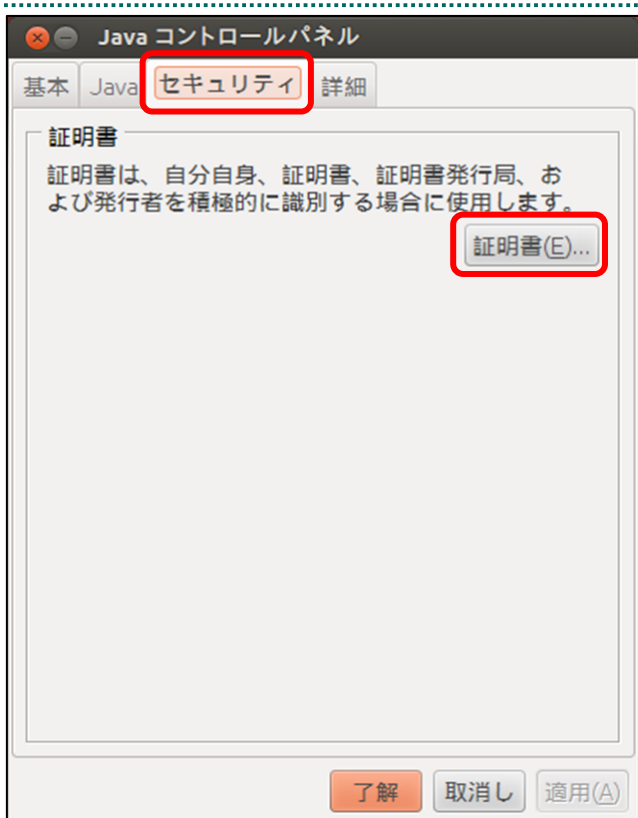 Java コントロールパネル
基本 Java セキュリティ 詳細
証明書
証明書は、自分自身、証明書、証明書発行局、お
よび発行者を積極的に識別する場合に使用します。
証明書(E)...
了解 取消し 適用(A)